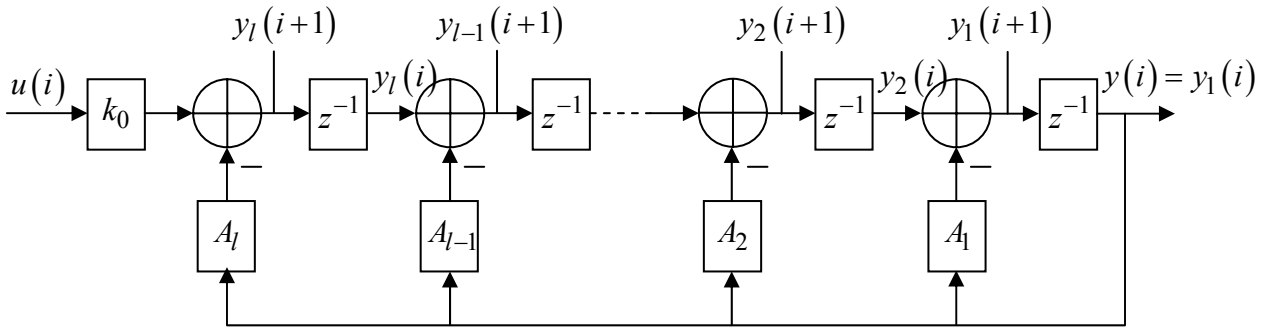 y_l(i+1) y_{l−1}(i+1) y_2(i+1) y_1(i+1)
u(i) k_0 z^{−1} y_l(i) z^{−1} z^{−1} y_2(i) z^{−1} y(i) = y_1(i)
− − − −
A_l A_{l−1} A_2 A_1